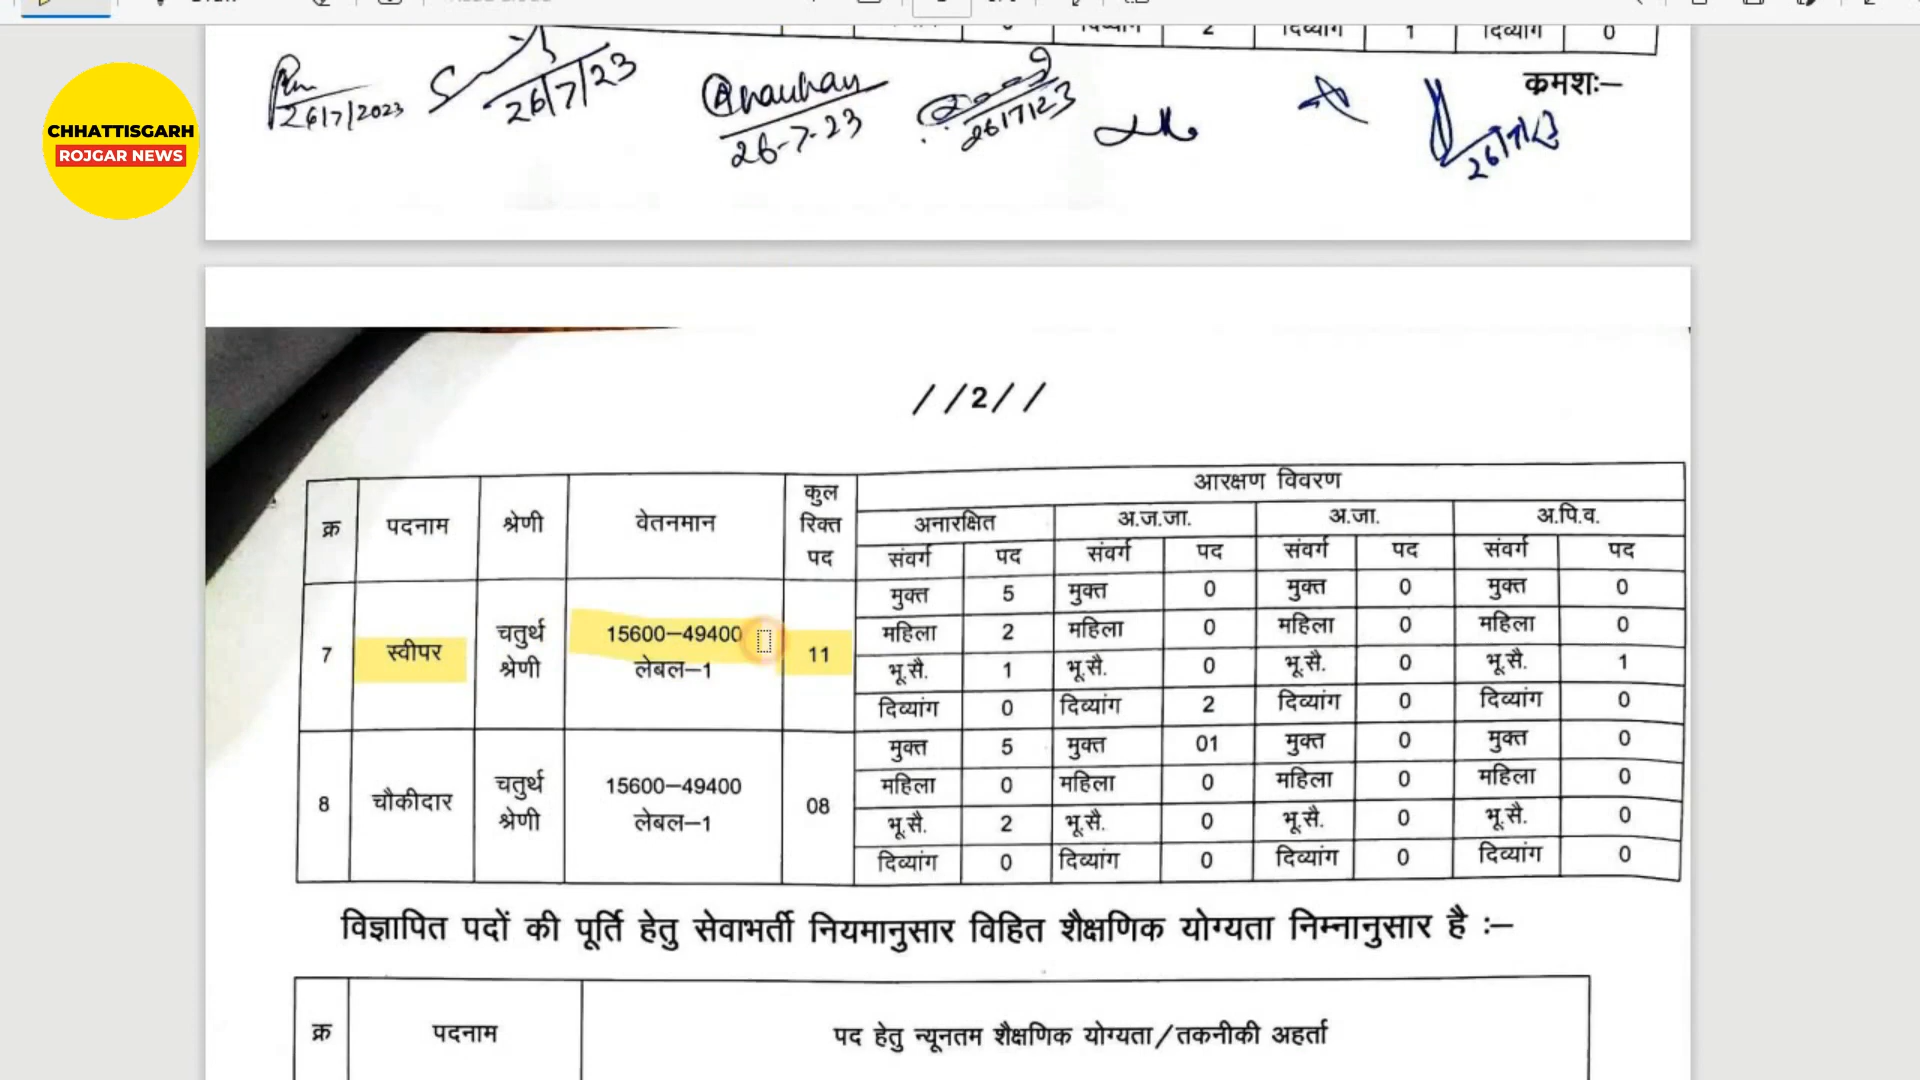 दिव्यांग 2 दिव्यांग 1 दिव्यांग 0
कमशः–
26/7/2023
26/7/23
26-7-23
26/7/23
26/7/23
CHHATTISGARH
ROJGAR NEWS
//2//
क्र पदनाम श्रेणी वेतनमान कुल रिक्त पद आरक्षण विवरण
अनारक्षित अ.ज.जा. अ.जा. अ.पि.व.
संवर्ग पद संवर्ग पद संवर्ग पद संवर्ग पद
7 स्वीपर चतुर्थ श्रेणी 15600–49400 लेबल–1 11
मुक्त 5 मुक्त 0 मुक्त 0 मुक्त 0
महिला 2 महिला 0 महिला 0 महिला 0
भू.सै. 1 भू.सै. 0 भू.सै. 0 भू.सै. 1
दिव्यांग 0 दिव्यांग 2 दिव्यांग 0 दिव्यांग 0
8 चौकीदार चतुर्थ श्रेणी 15600–49400 लेबल–1 08
मुक्त 5 मुक्त 01 मुक्त 0 मुक्त 0
महिला 0 महिला 0 महिला 0 महिला 0
भू.सै. 2 भू.सै. 0 भू.सै. 0 भू.सै. 0
दिव्यांग 0 दिव्यांग 0 दिव्यांग 0 दिव्यांग 0
विज्ञापित पदों की पूर्ति हेतु सेवाभर्ती नियमानुसार विहित शैक्षणिक योग्यता निम्नानुसार है :–
क्र पदनाम पद हेतु न्यूनतम शैक्षणिक योग्यता/तकनीकी अहर्ता